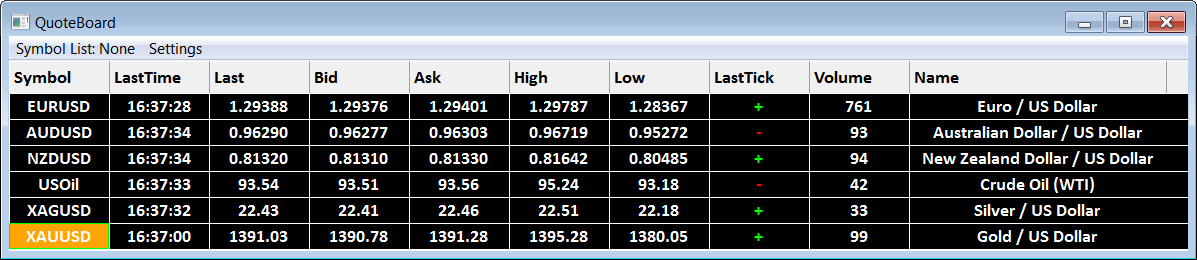 QuoteBoard
Symbol List: None Settings
Symbol LastTime Last Bid Ask High Low LastTick Volume Name
EURUSD 16:37:28 1.29388 1.29376 1.29401 1.29787 1.28367 + 761 Euro / US Dollar
AUDUSD 16:37:34 0.96290 0.96277 0.96303 0.96719 0.95272 - 93 Australian Dollar / US Dollar
NZDUSD 16:37:34 0.81320 0.81310 0.81330 0.81642 0.80485 + 94 New Zealand Dollar / US Dollar
USOil 16:37:33 93.54 93.51 93.56 95.24 93.18 - 42 Crude Oil (WTI)
XAGUSD 16:37:32 22.43 22.41 22.46 22.51 22.18 + 33 Silver / US Dollar
XAUUSD 16:37:00 1391.03 1390.78 1391.28 1395.28 1380.05 + 99 Gold / US Dollar